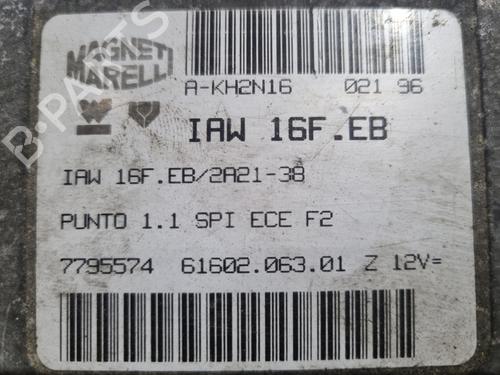 MAGNETI
MARELLI
A-KH2N16 021 96
IAW 16F.EB
IAW 16F.EB/2A21-38
PUNTO 1.1 SPI ECE F2
7795574 61602.063.01 Z 12V=
B-PARTS